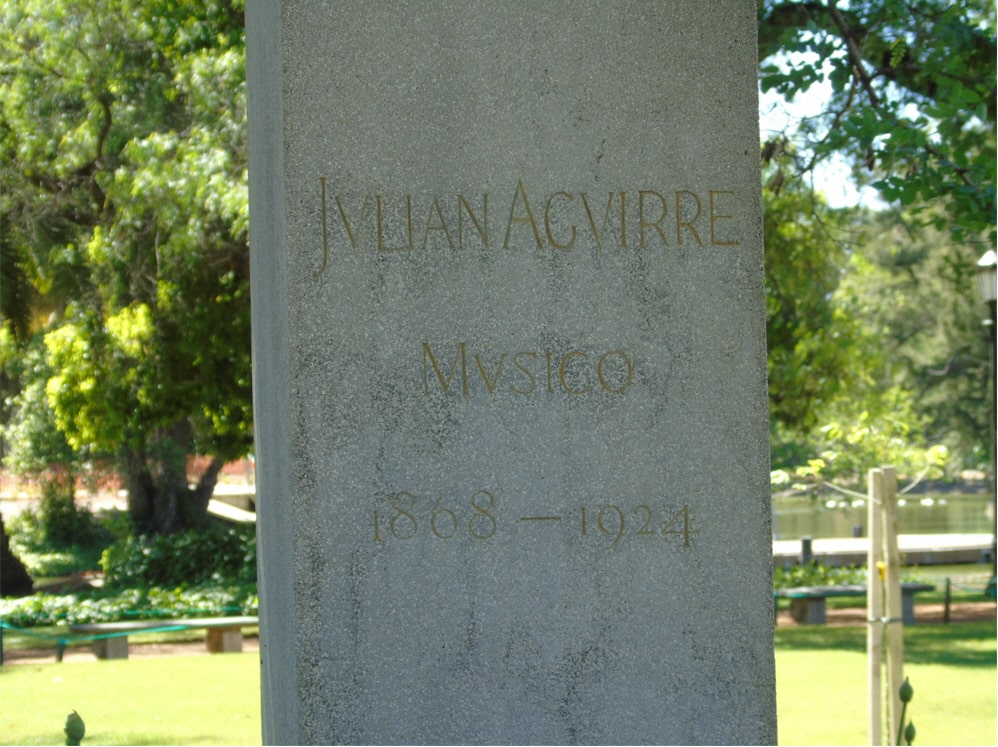 JVLIAN AGVIRRE
MVSICO
1868 — 1924